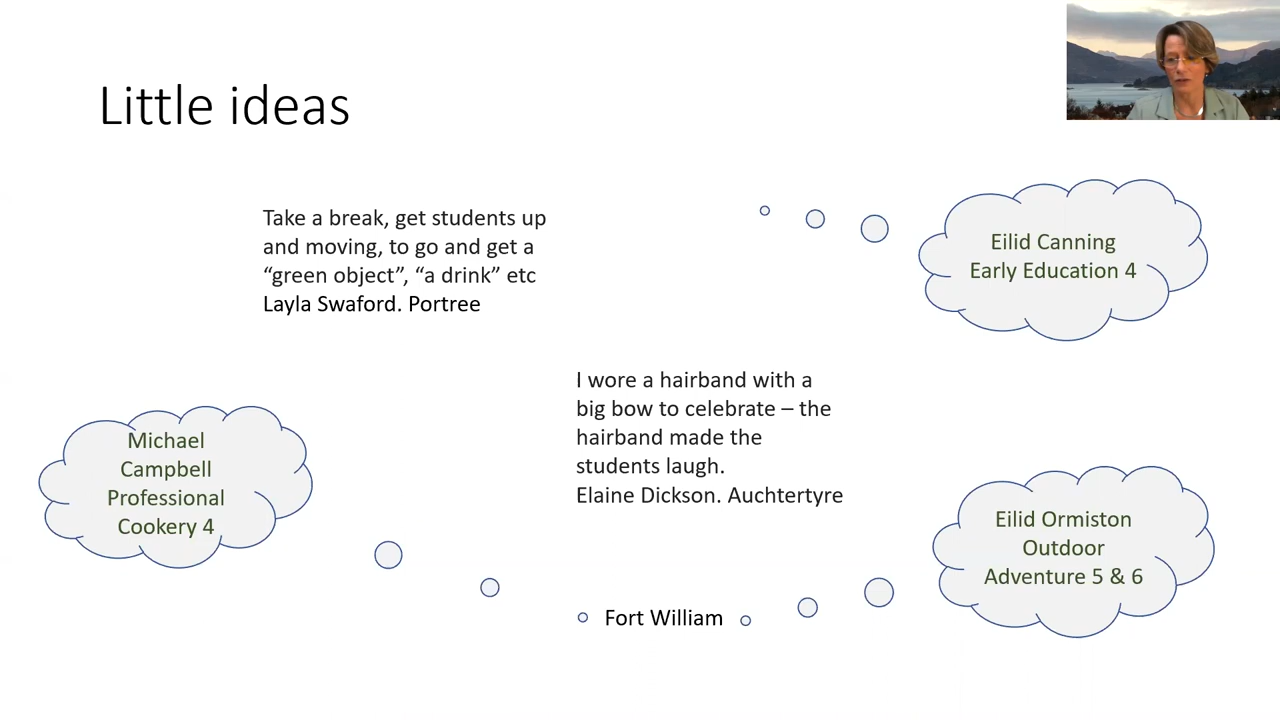 Little ideas
Take a break, get students up
and moving, to go and get a
“green object”, “a drink” etc
Layla Swaford. Portree
Eilid Canning
Early Education 4
I wore a hairband with a
big bow to celebrate – the
hairband made the
students laugh.
Elaine Dickson. Auchtertyre
Michael
Campbell
Professional
Cookery 4
Eilid Ormiston
Outdoor
Adventure 5 & 6
Fort William